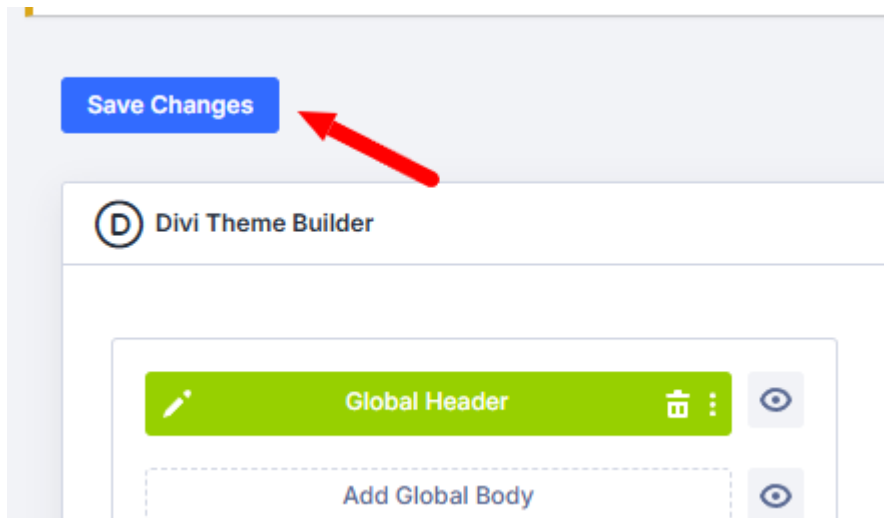 Save Changes
D Divi Theme Builder
Global Header
Add Global Body